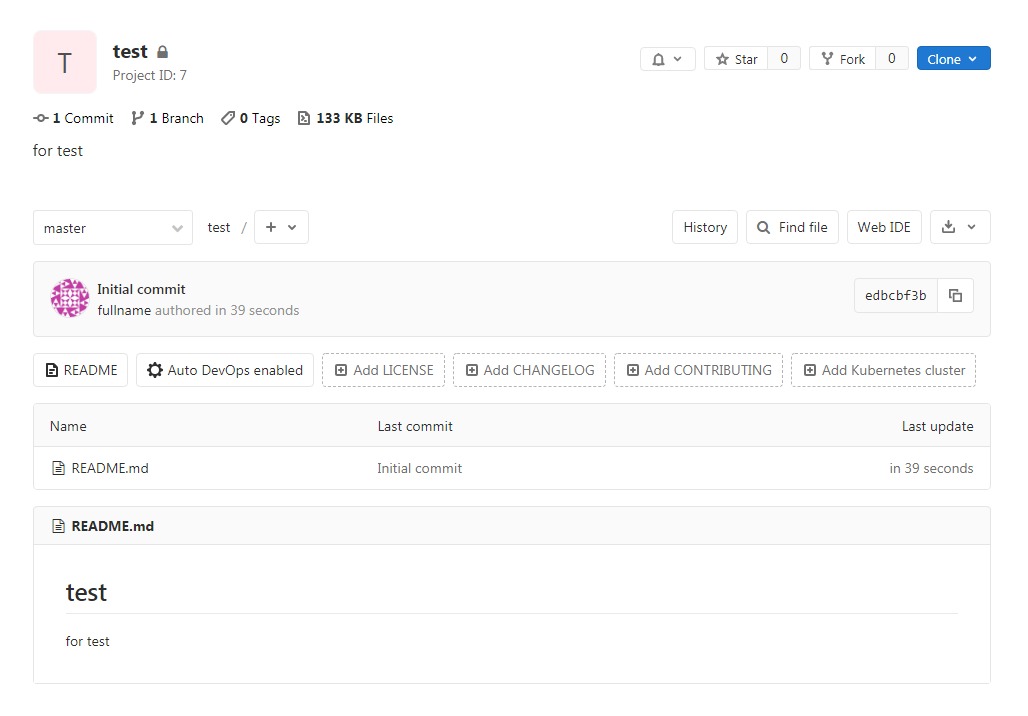 T
test
Project ID: 7
Star 0
Fork 0
Clone
1 Commit 1 Branch 0 Tags 133 KB Files
for test
master
test / +
History
Find file
Web IDE
Initial commit
fullname authored in 39 seconds
edbcbf3b
README Auto DevOps enabled Add LICENSE Add CHANGELOG Add CONTRIBUTING Add Kubernetes cluster
Name Last commit Last update
README.md Initial commit in 39 seconds
README.md
test
for test